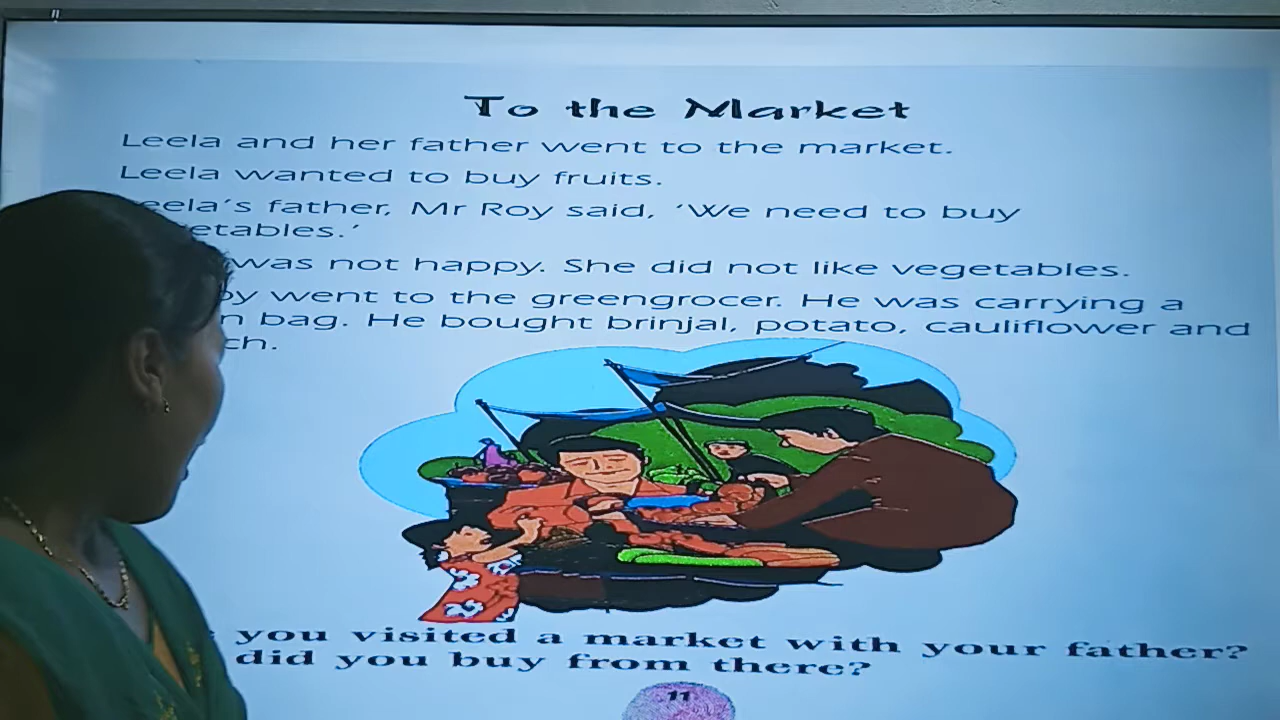 To the Market
Leela and her father went to the market.
Leela wanted to buy fruits.
eela's father, Mr Roy said, 'We need to buy
etables.'
was not happy. She did not like vegetables.
oy went to the greengrocer. He was carrying a
n bag. He bought brinjal, potato, cauliflower and
ch.
you visited a market with your father?
did you buy from there?
11